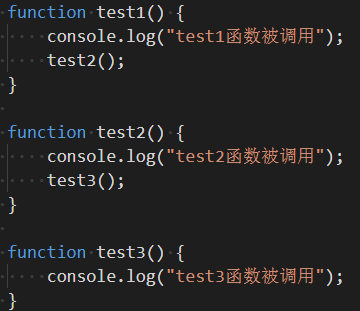 function test1() {
    console.log("test1函数被调用");
    test2();
}

function test2() {
    console.log("test2函数被调用");
    test3();
}

function test3() {
    console.log("test3函数被调用");
}